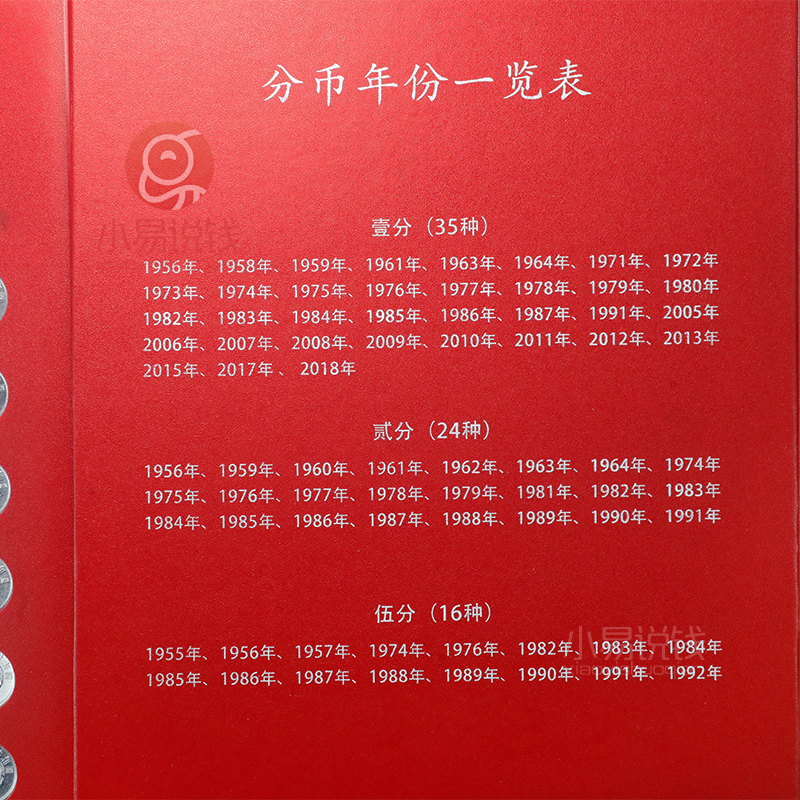 分币年份一览表
小易说钱
壹分（35种）
1956年、1958年、1959年、1961年、1963年、1964年、1971年、1972年
1973年、1974年、1975年、1976年、1977年、1978年、1979年、1980年
1982年、1983年、1984年、1985年、1986年、1987年、1991年、2005年
2006年、2007年、2008年、2009年、2010年、2011年、2012年、2013年
2015年、2017年、2018年
贰分（24种）
1956年、1959年、1960年、1961年、1962年、1963年、1964年、1974年
1975年、1976年、1977年、1978年、1979年、1981年、1982年、1983年
1984年、1985年、1986年、1987年、1988年、1989年、1990年、1991年
伍分（16种）
1955年、1956年、1957年、1974年、1976年、1982年、1983年、1984年
1985年、1986年、1987年、1988年、1989年、1990年、1991年、1992年
小易说钱